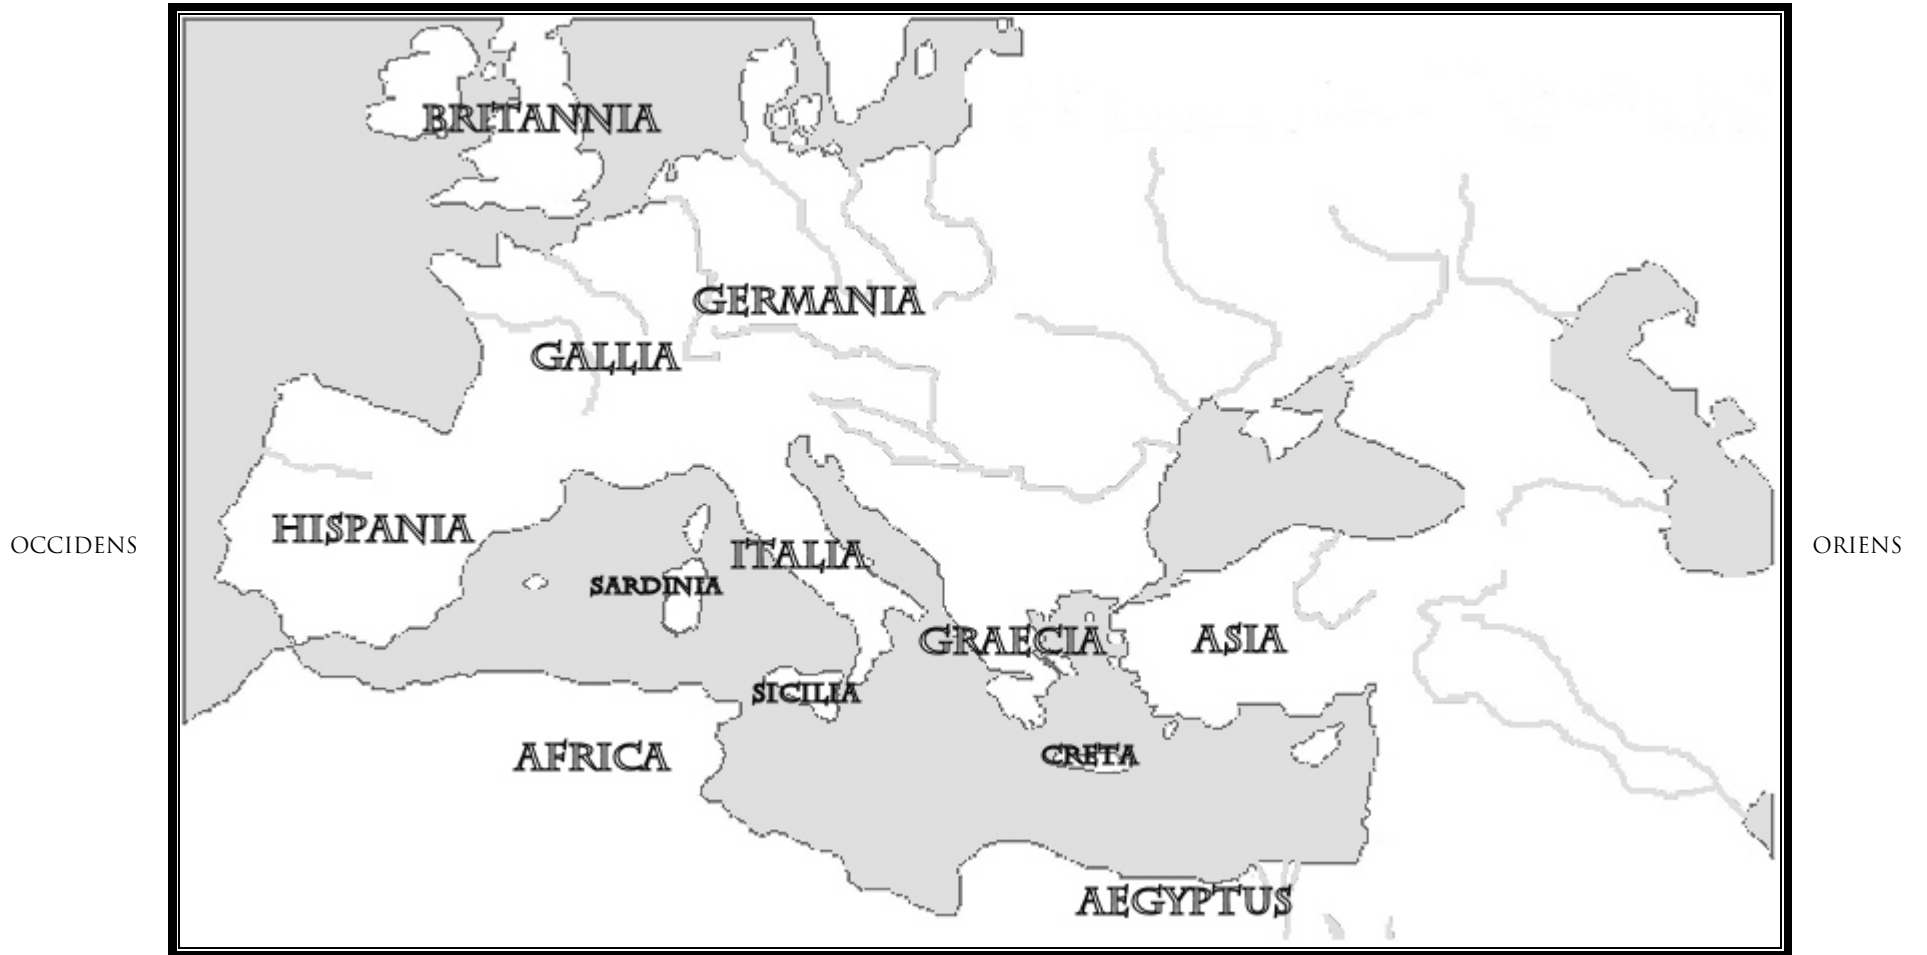 BRITANNIA
GERMANIA
GALLIA
HISPANIA
OCCIDENS
ORIENS
ITALIA
SARDINIA
GRAECIA
ASIA
SICILIA
AFRICA
CRETA
AEGYPTUS